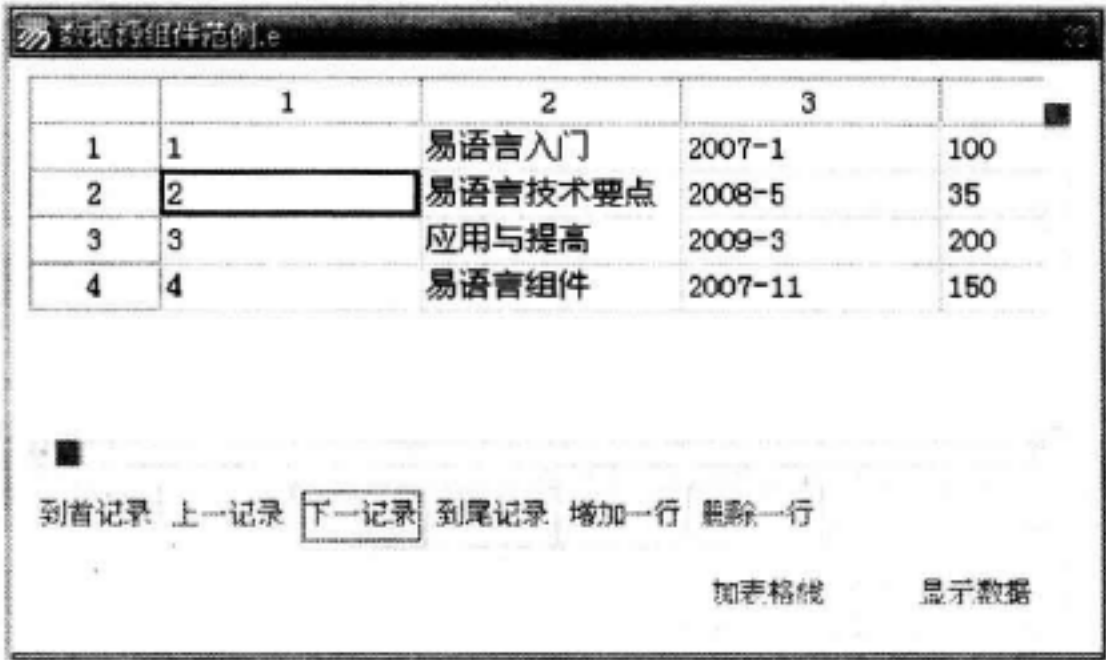 数据源组件范例.e
1 2 3
1 1 易语言入门 2007-1 100
2 2 易语言技术要点 2008-5 35
3 3 应用与提高 2009-3 200
4 4 易语言组件 2007-11 150
到首记录 上一记录 下一记录 到尾记录 增加一行 删除一行
加表格线 显示数据